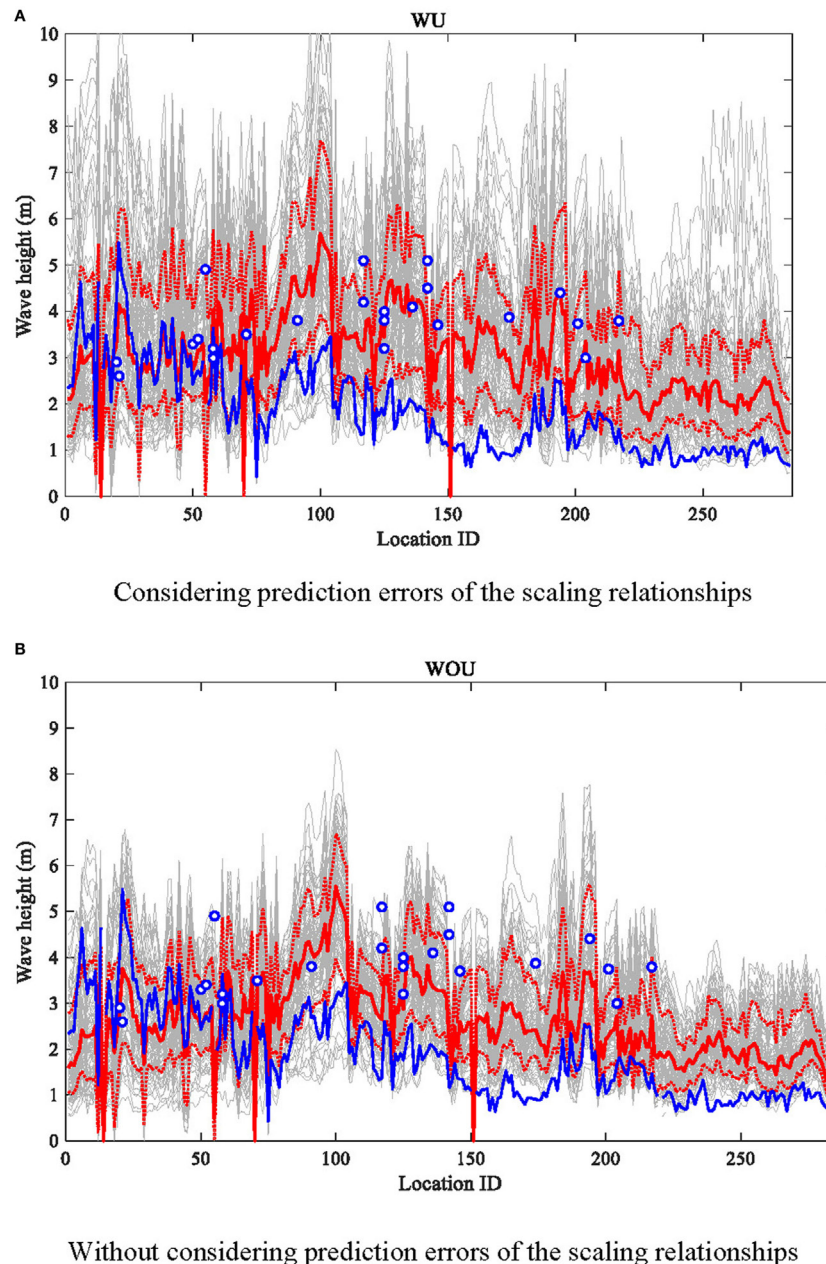 A
WU
10
9
8
7
6
5
4
3
2
1
0
Wave height (m)
0 50 100 150 200 250
Location ID
Considering prediction errors of the scaling relationships
B
WOU
10
9
8
7
6
5
4
3
2
1
0
Wave height (m)
0 50 100 150 200 250
Location ID
Without considering prediction errors of the scaling relationships